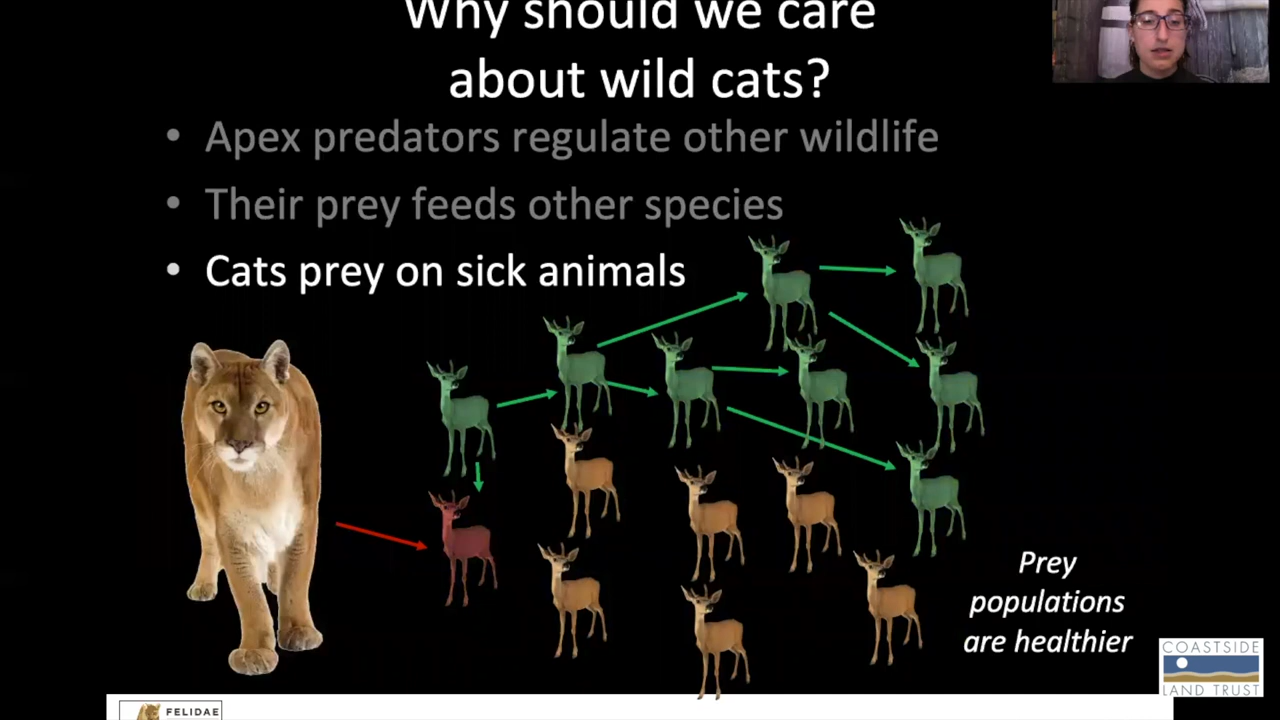 Why should we care
about wild cats?
• Apex predators regulate other wildlife
• Their prey feeds other species
• Cats prey on sick animals
Prey
populations
are healthier
COASTSIDE
LAND TRUST
FELIDAE